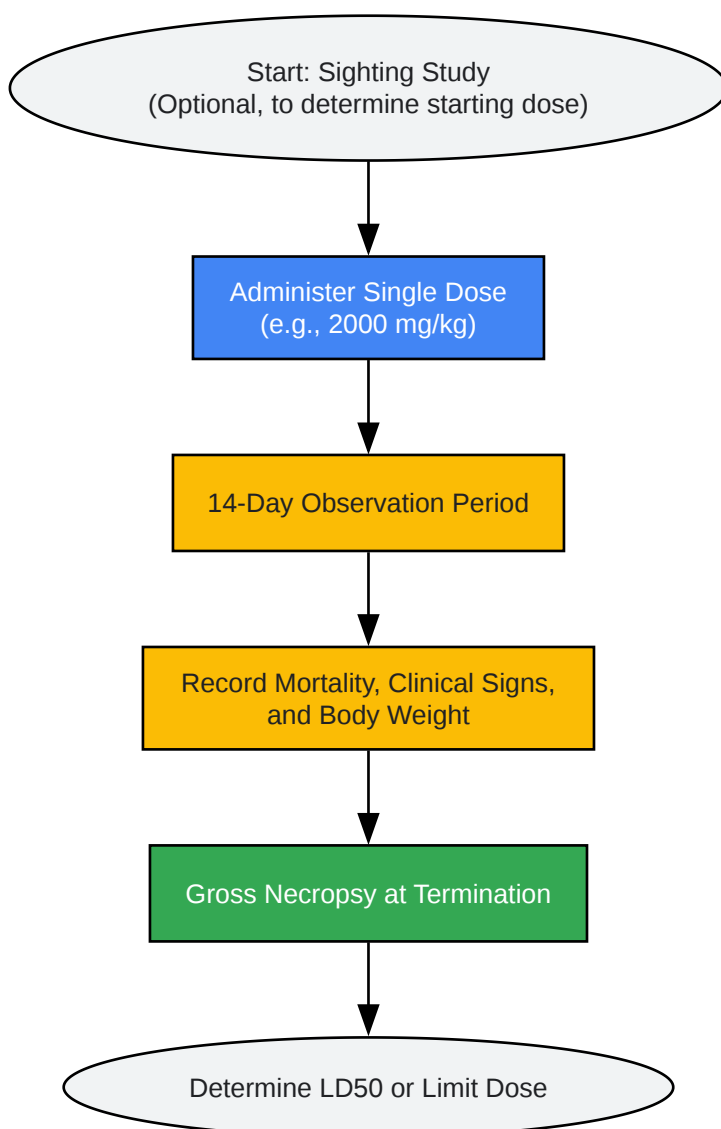 Start: Sighting Study
(Optional, to determine starting dose)
Administer Single Dose
(e.g., 2000 mg/kg)
14-Day Observation Period
Record Mortality, Clinical Signs,
and Body Weight
Gross Necropsy at Termination
Determine LD50 or Limit Dose